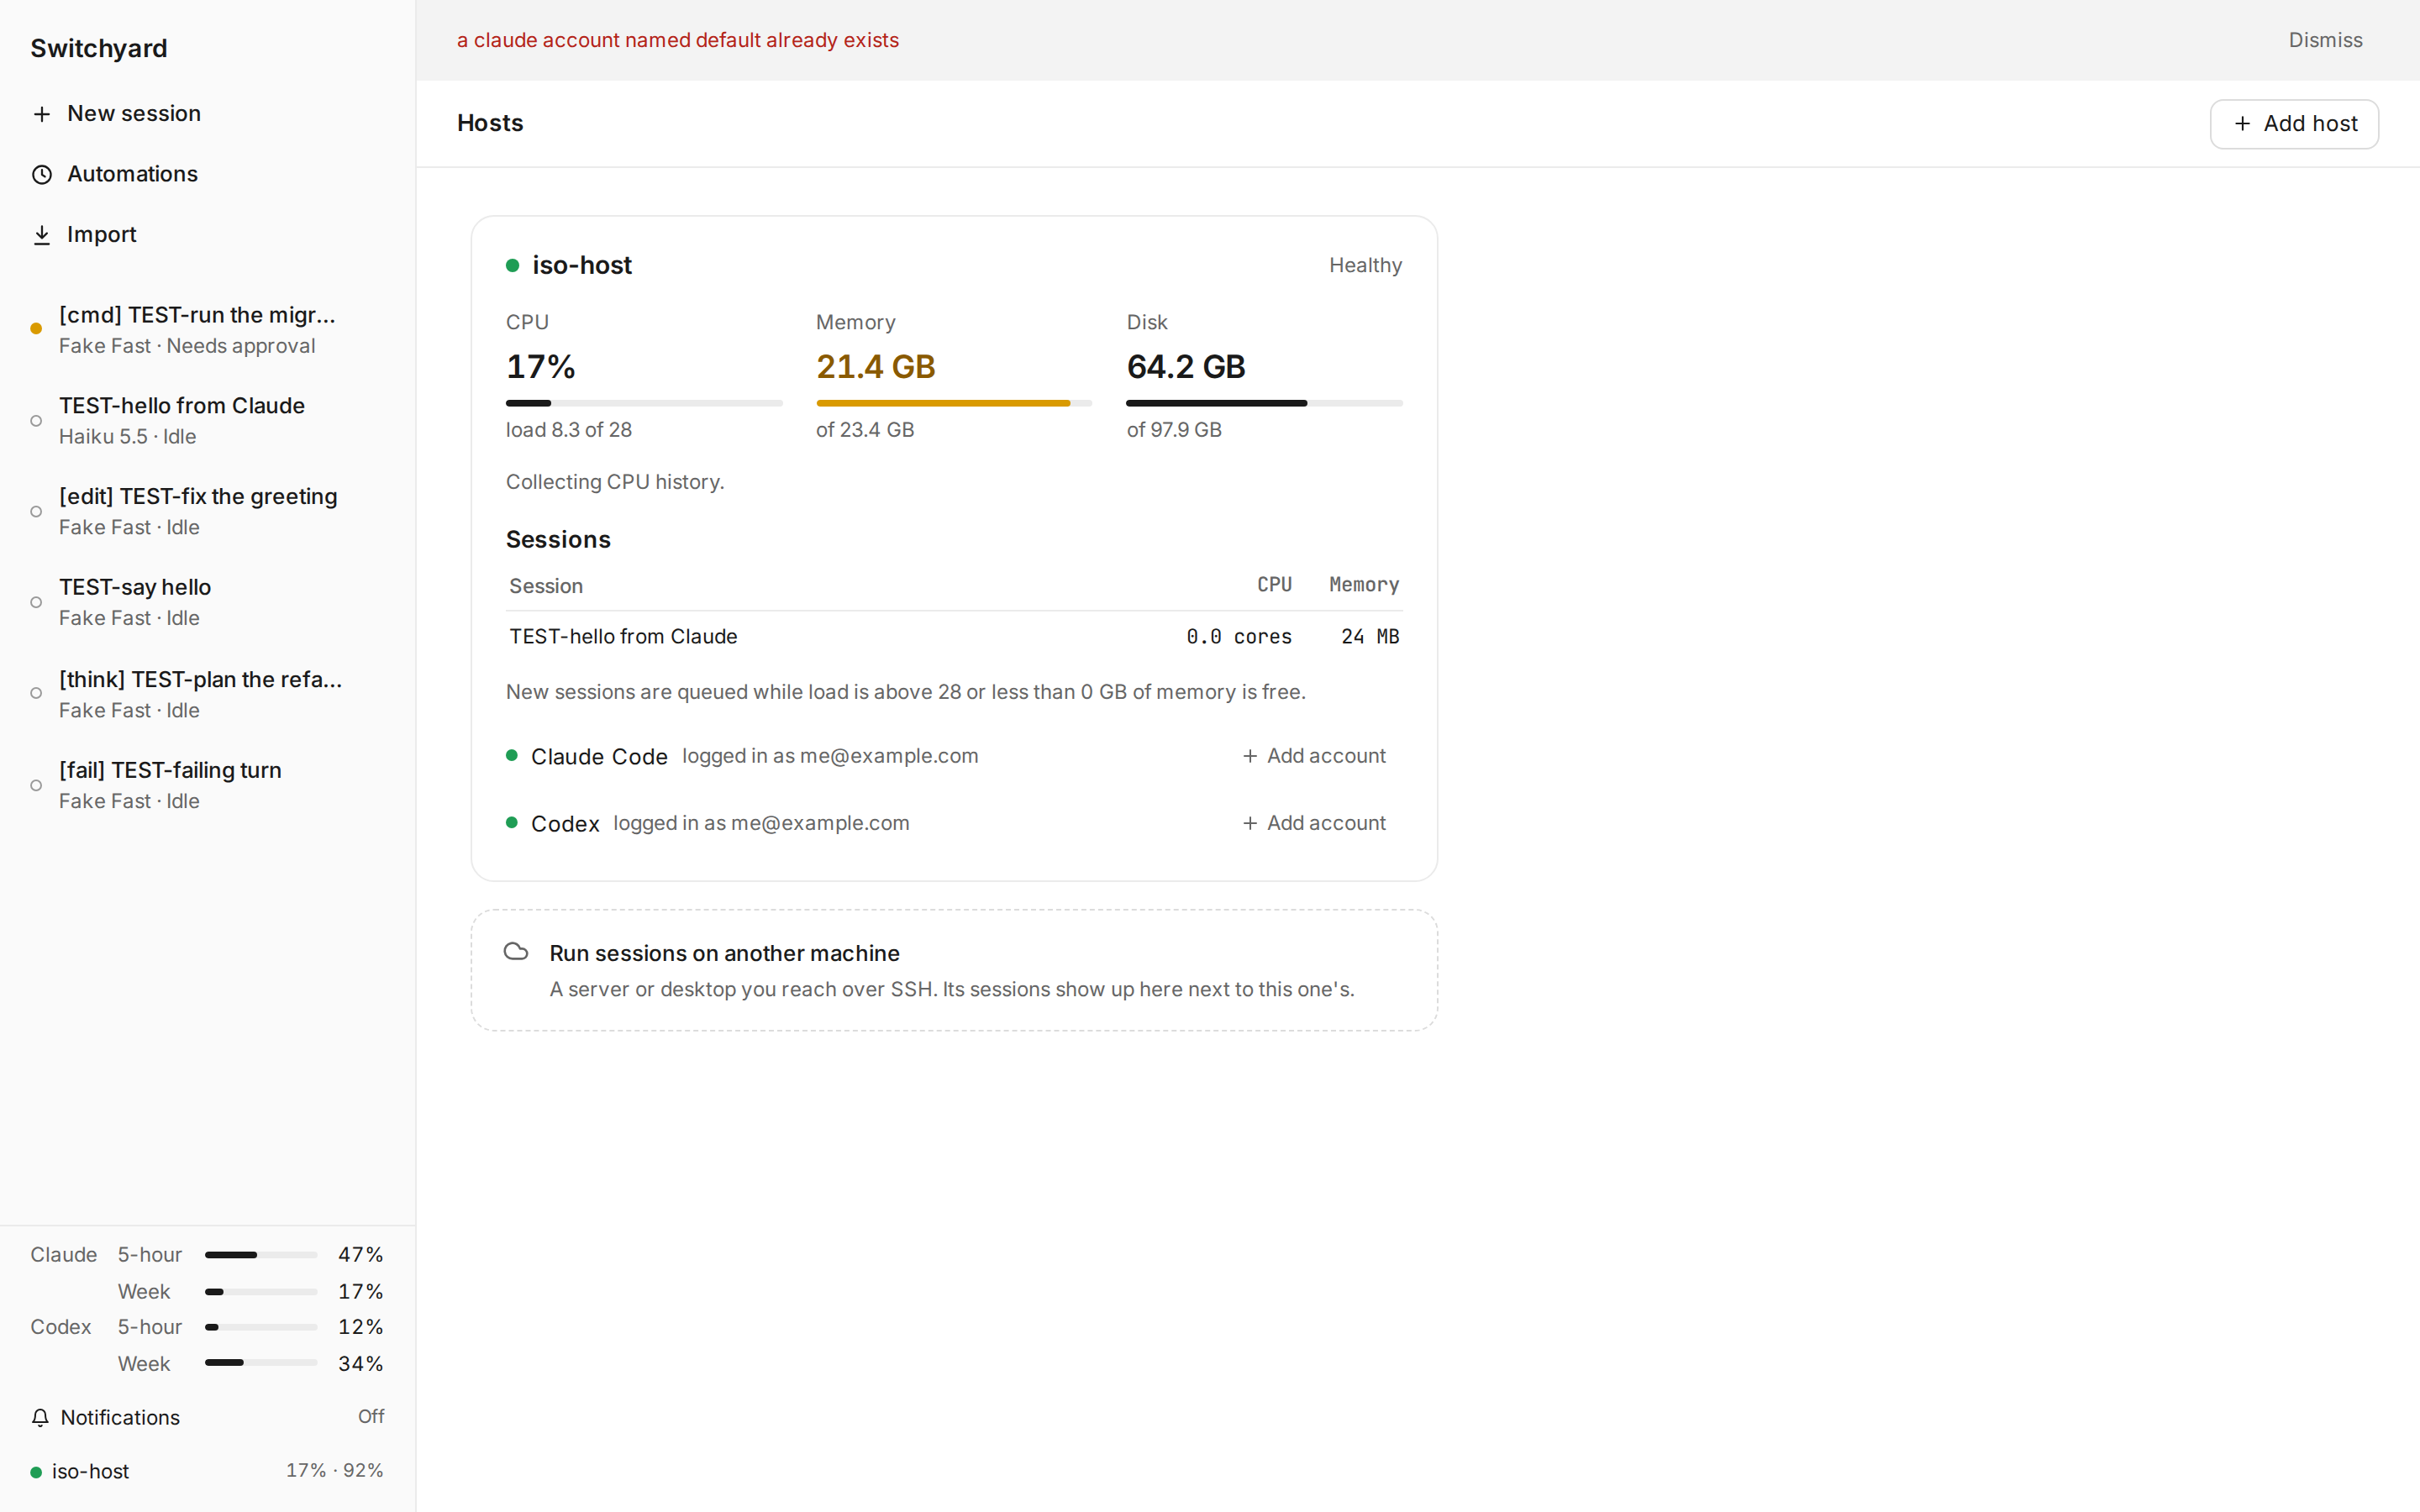 Switchyard
New session
Automations
Import
[cmd] TEST-run the migr...
Fake Fast · Needs approval
TEST-hello from Claude
Haiku 5.5 · Idle
[edit] TEST-fix the greeting
Fake Fast · Idle
TEST-say hello
Fake Fast · Idle
[think] TEST-plan the refa...
Fake Fast · Idle
[fail] TEST-failing turn
Fake Fast · Idle
Claude 5-hour 47%
Week 17%
Codex 5-hour 12%
Week 34%
Notifications Off
iso-host 17% · 92%
a claude account named default already exists Dismiss
Hosts Add host
iso-host Healthy
CPU Memory Disk
17% 21.4 GB 64.2 GB
load 8.3 of 28 of 23.4 GB of 97.9 GB
Collecting CPU history.
Sessions
Session CPU Memory
TEST-hello from Claude 0.0 cores 24 MB
New sessions are queued while load is above 28 or less than 0 GB of memory is free.
Claude Code logged in as me@example.com + Add account
Codex logged in as me@example.com + Add account
Run sessions on another machine
A server or desktop you reach over SSH. Its sessions show up here next to this one's.